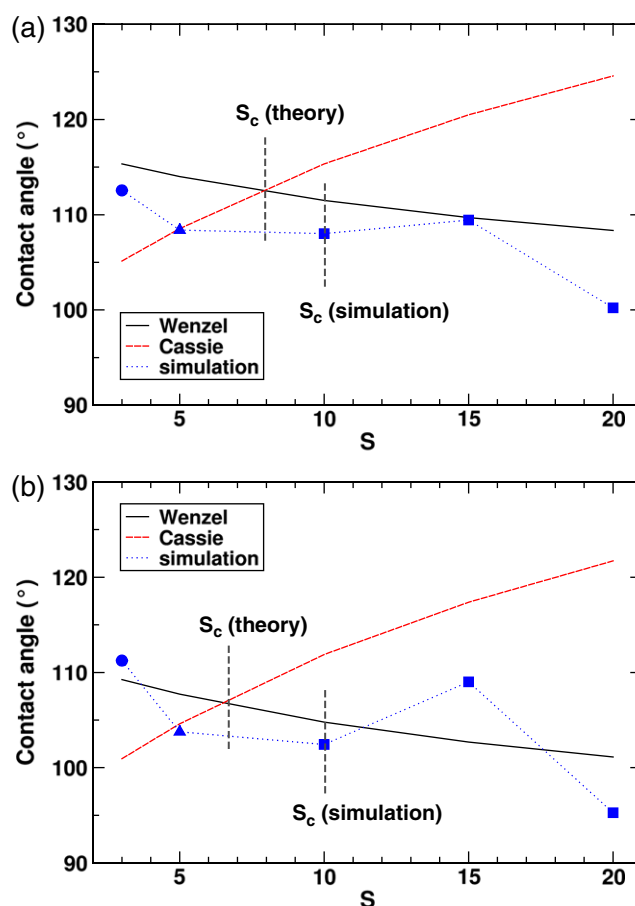 (a)
130
120
110
100
90
Contact angle (°)
S_c (theory)
S_c (simulation)
Wenzel
Cassie
simulation
5
10
15
20
S
(b)
130
120
110
100
90
Contact angle (°)
Wenzel
Cassie
simulation
S_c (theory)
S_c (simulation)
5
10
15
20
S